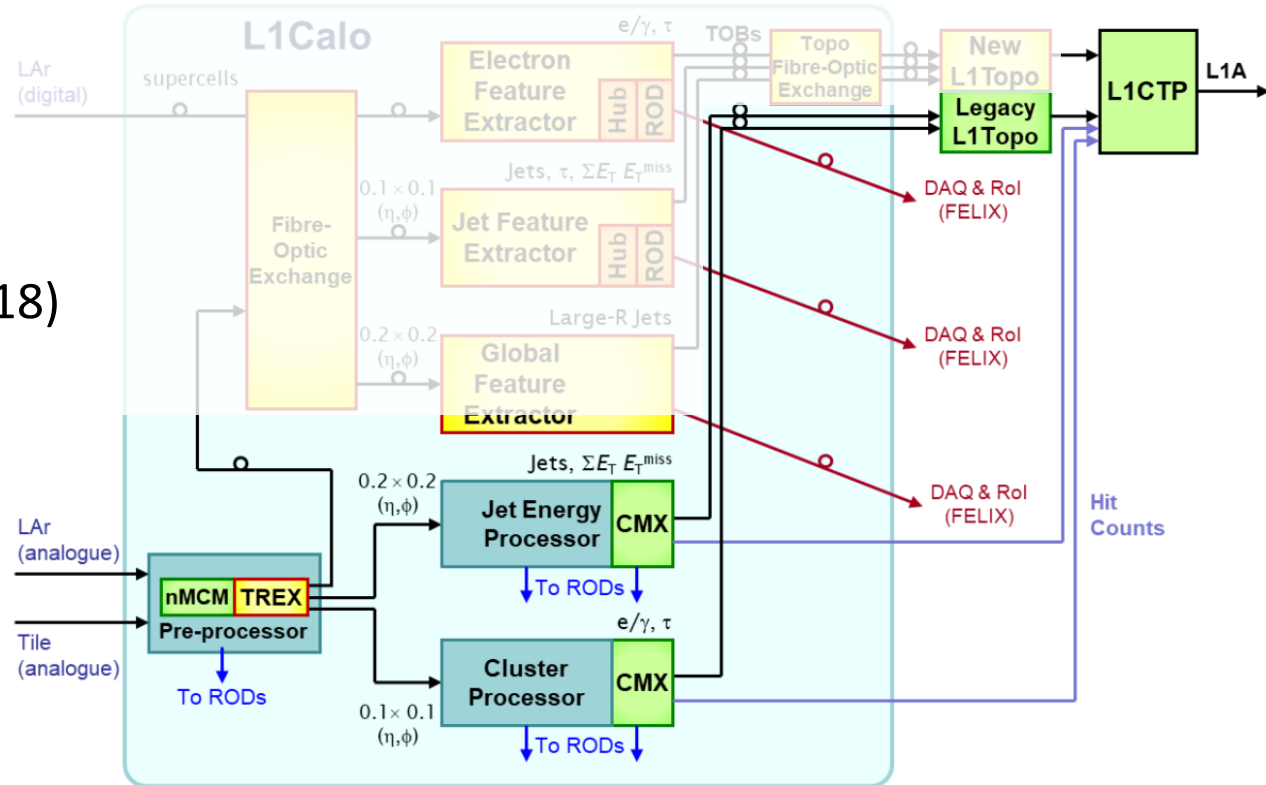 L1Calo
LAr
(digital)
supercells
Fibre-
Optic
Exchange
e/γ, τ
Electron
Feature
Extractor
Hub
ROD
0.1 × 0.1
(η,ϕ)
Jets, τ, ΣE_T E_T^miss
Jet Feature
Extractor
Hub
ROD
0.2 × 0.2
(η,ϕ)
Large-R Jets
Global
Feature
Extractor
TOBs
Topo
Fibre-Optic
Exchange
New
L1Topo
Legacy
L1Topo
L1CTP
L1A
DAQ & RoI
(FELIX)
DAQ & RoI
(FELIX)
DAQ & RoI
(FELIX)
Hit
Counts
18)
LAr
(analogue)
Tile
(analogue)
nMCM
TREX
Pre-processor
To RODs
0.2 × 0.2
(η,ϕ)
Jets, ΣE_T E_T^miss
Jet Energy
Processor
CMX
To RODs
0.1 × 0.1
(η,ϕ)
e/γ, τ
Cluster
Processor
CMX
To RODs